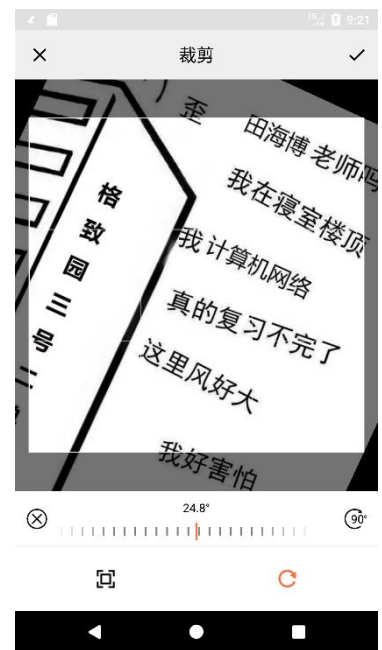 9:21
裁剪
歪
田海博老师吗
我在寝室楼顶
我计算机网络
真的复习不完了
这里风好大
我好害怕
格致园三号
24.8°
90°